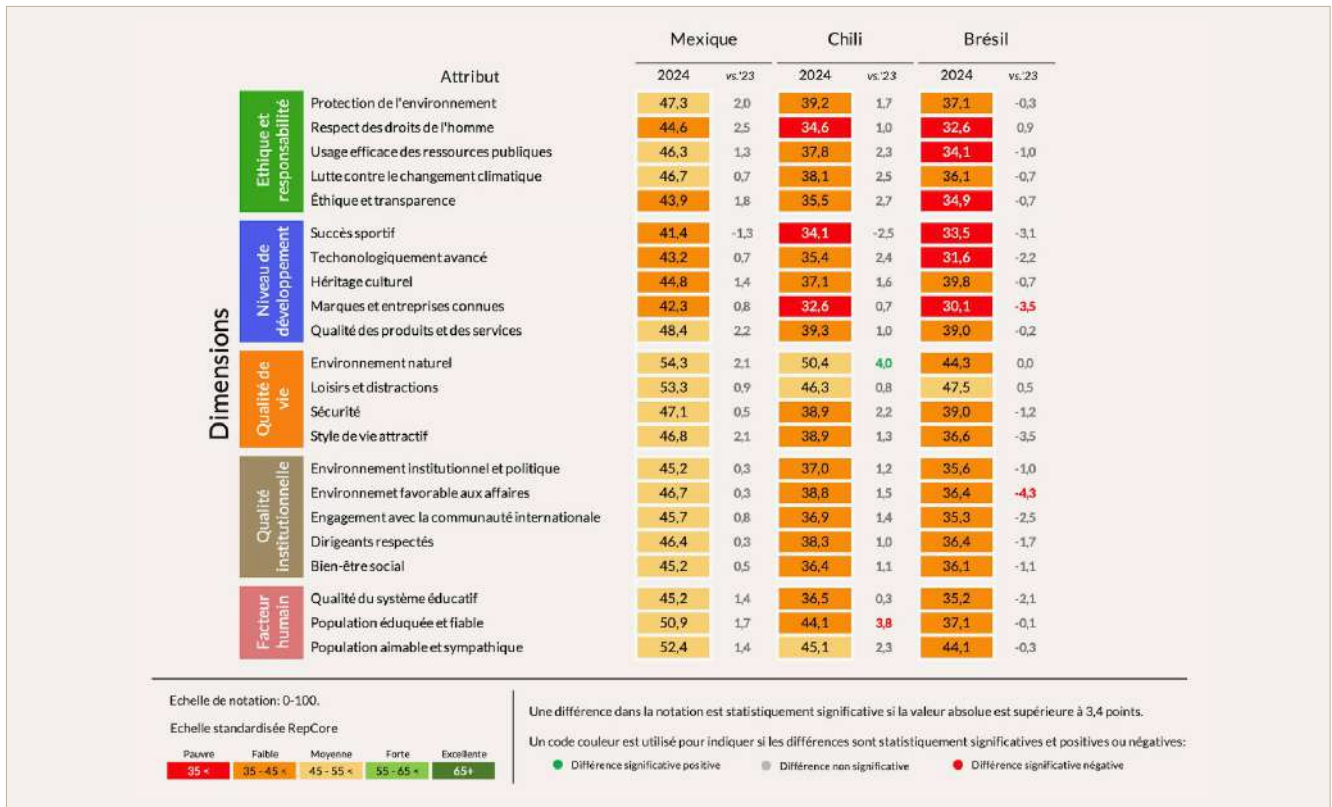 Mexique Chili Brésil
Attribut 2024 vs.'23 2024 vs.'23 2024 vs.'23
Dimensions
Ethique et
responsabilité
Protection de l'environnement 47,3 2,0 39,2 1,7 37,1 -0,3
Respect des droits de l'homme 44,6 2,5 34,6 1,0 32,6 0,9
Usage efficace des ressources publiques 46,3 1,3 37,8 2,3 34,1 -1,0
Lutte contre le changement climatique 46,7 0,7 38,1 2,5 36,1 -0,7
Éthique et transparence 43,9 1,8 35,5 2,7 34,9 -0,7
Niveau de
développement
Succès sportif 41,4 -1,3 34,1 -2,5 33,5 -3,1
Techonologiquement avancé 43,2 0,7 35,4 2,4 31,6 -2,2
Héritage culturel 44,8 1,4 37,1 1,6 39,8 -0,7
Marques et entreprises connues 42,3 0,8 32,6 0,7 30,1 -3,5
Qualité des produits et des services 48,4 2,2 39,3 1,0 39,0 -0,2
Qualité de
vie
Environnement naturel 54,3 2,1 50,4 4,0 44,3 0,0
Loisirs et distractions 53,3 0,9 46,3 0,8 47,5 0,5
Sécurité 47,1 0,5 38,9 2,2 39,0 -1,2
Style de vie attractif 46,8 2,1 38,9 1,3 36,6 -3,5
Qualité
institutionnelle
Environnement institutionnel et politique 45,2 0,3 37,0 1,2 35,6 -1,0
Environnemet favorable aux affaires 46,7 0,3 38,8 1,5 36,4 -4,3
Engagement avec la communauté internationale 45,7 0,8 36,9 1,4 35,3 -2,5
Dirigeants respectés 46,4 0,3 38,3 1,0 36,4 -1,7
Bien-être social 45,2 0,5 36,4 1,1 36,1 -1,1
Facteur
humain
Qualité du système éducatif 45,2 1,4 36,5 0,3 35,2 -2,1
Population éduquée et fiable 50,9 1,7 44,1 3,8 37,1 -0,1
Population aimable et sympathique 52,4 1,4 45,1 2,3 44,1 -0,3
Echelle de notation: 0-100.
Echelle standardisée RepCore
Pauvre Faible Moyenne Forte Excellente
35 < 35 - 45 < 45 - 55 < 55 - 65 < 65+
Une différence dans la notation est statistiquement significative si la valeur absolue est supérieure à 3,4 points.
Un code couleur est utilisé pour indiquer si les différences sont statistiquement significatives et positives ou négatives:
Différence significative positive Différence non significative Différence significative négative